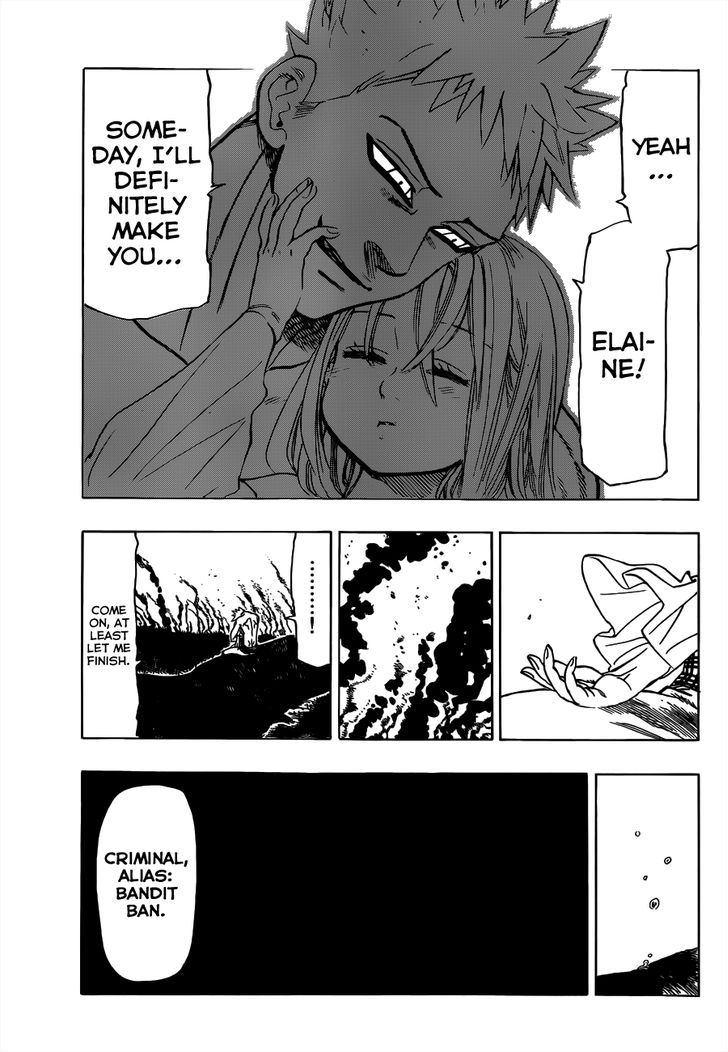 YEAH
...
ELAI-
NE!
SOME-
DAY, I'LL
DEFI-
NITELY
MAKE
YOU...
.........!
COME
ON, AT
LEAST
LET ME
FINISH.
CRIMINAL,
ALIAS:
BANDIT
BAN.